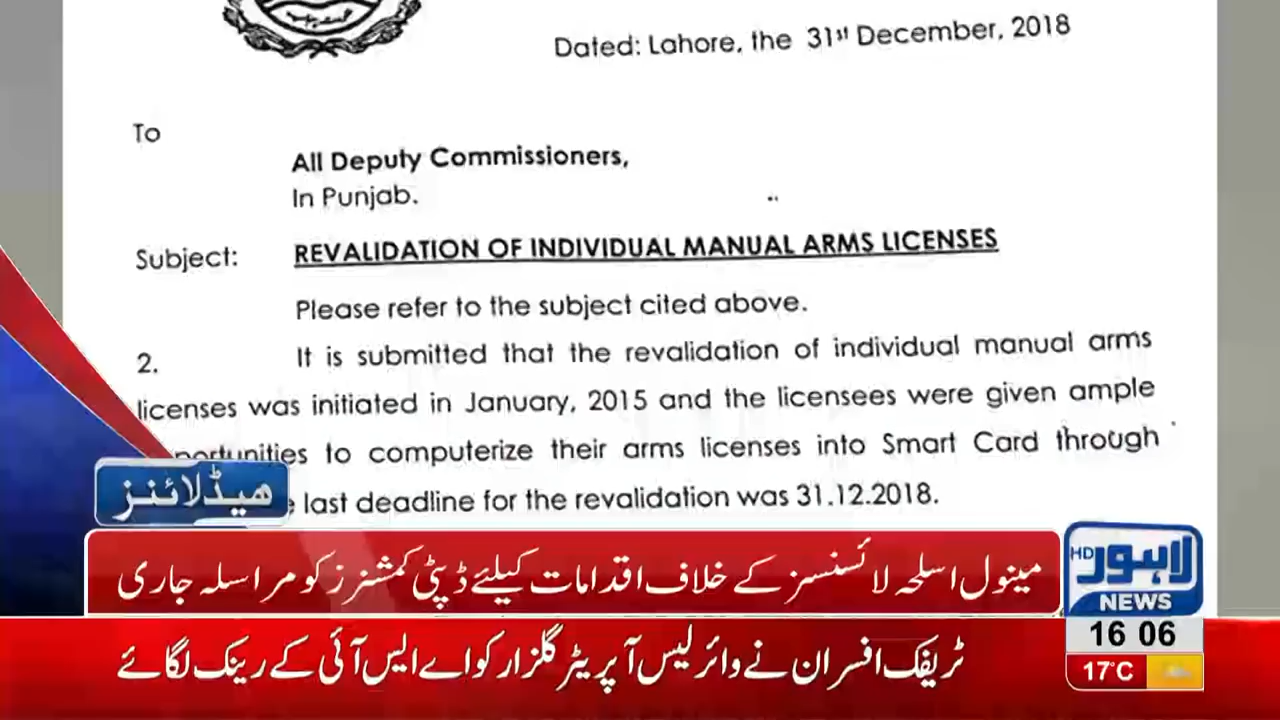 Dated: Lahore, the 31st December, 2018
To
All Deputy Commissioners,
In Punjab.
Subject: REVALIDATION OF INDIVIDUAL MANUAL ARMS LICENSES
Please refer to the subject cited above.
2. It is submitted that the revalidation of individual manual arms
licenses was initiated in January, 2015 and the licensees were given ample
to computerize their arms licenses into Smart Card through
last deadline for the revalidation was 31.12.2018.
ہیڈلائنز
مینول اسلحہ لائسنسز کے خلاف اقدامات کیلئے ڈپٹی کمشنرز کو مراسلہ جاری
ٹریفک افسران نے وائرلیس آپریٹر گلزار کو اے ایس آئی کے رینک لگائے
HD لاہور
NEWS
16 06
17°C